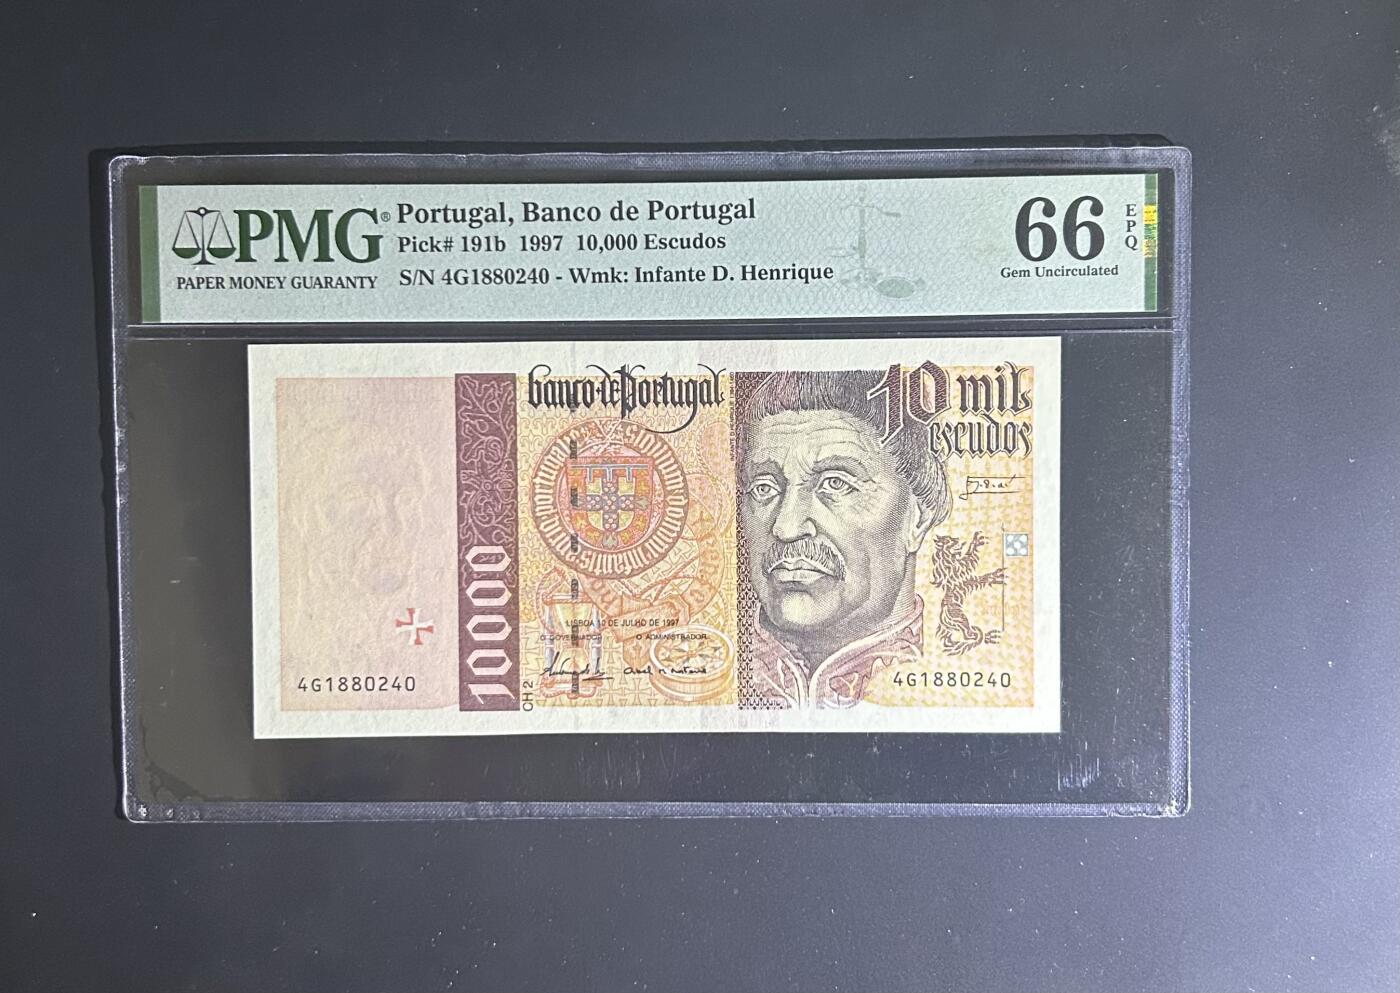 PMG®
PAPER MONEY GUARANTY
Portugal, Banco de Portugal
Pick# 191b 1997 10,000 Escudos
S/N 4G1880240 - Wmk: Infante D. Henrique
66
EPQ
Gem Uncirculated
banco de Portugal
10 mil
escudos
10000
LISBOA 10 DE JULHO DE 1997
O GOVERNADOR O ADMINISTRADOR
CH 2
4G1880240
4G1880240